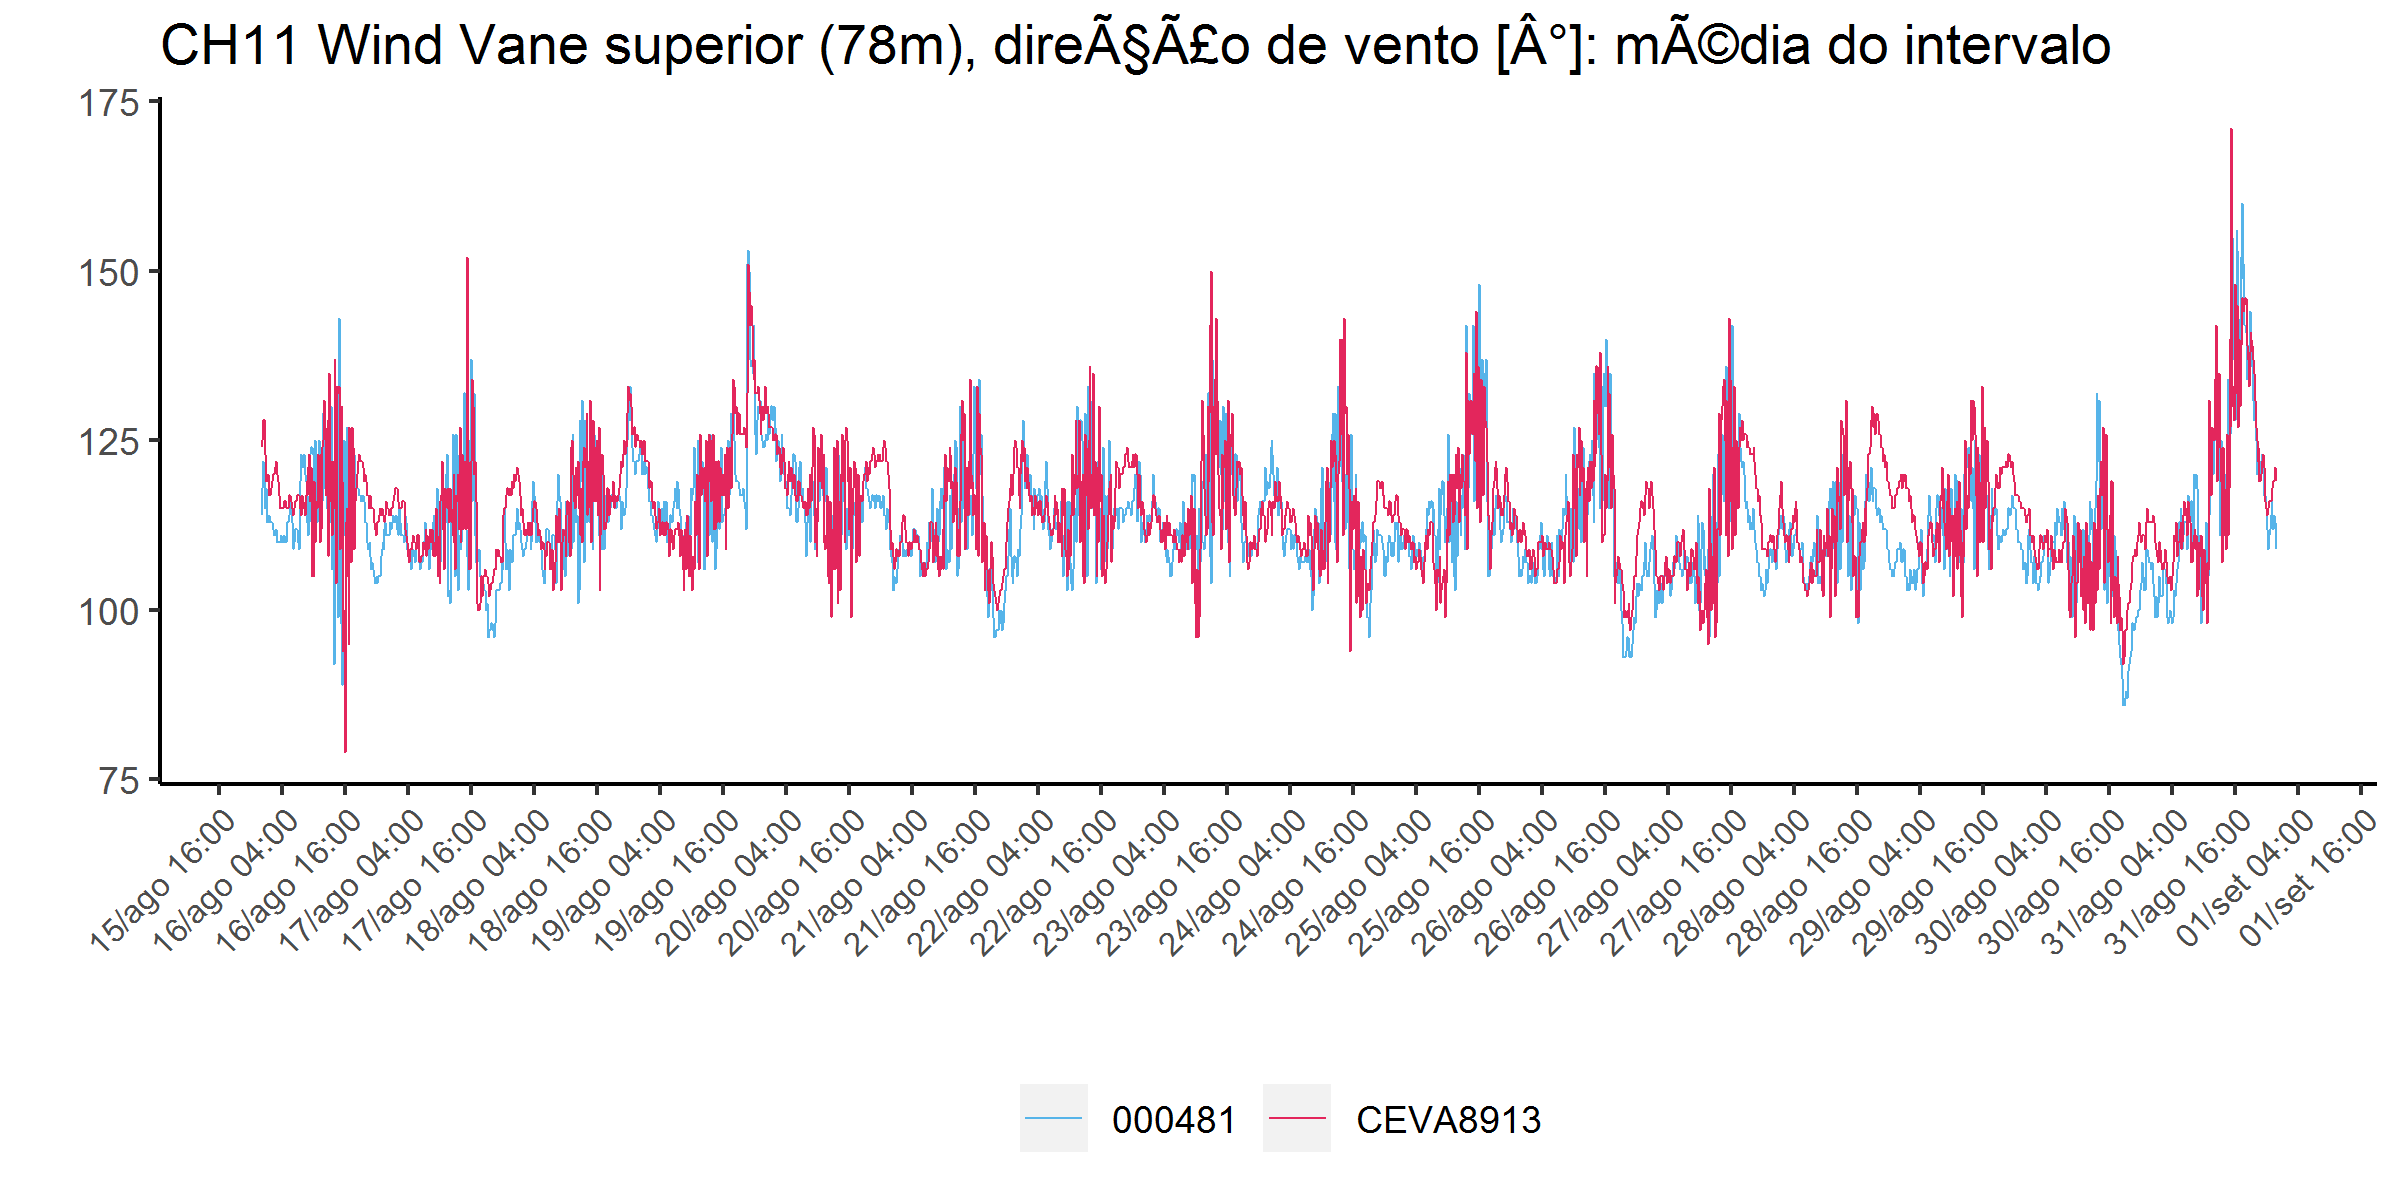 CH11 Wind Vane superior (78m), direÃ§Ã£o de vento [Â°]: mÃ©dia do intervalo
175
150
125
100
75
15/ago 16:00
16/ago 04:00
16/ago 16:00
17/ago 04:00
17/ago 16:00
18/ago 04:00
18/ago 16:00
19/ago 04:00
19/ago 16:00
20/ago 04:00
20/ago 16:00
21/ago 04:00
21/ago 16:00
22/ago 04:00
22/ago 16:00
23/ago 04:00
23/ago 16:00
24/ago 04:00
24/ago 16:00
25/ago 04:00
25/ago 16:00
26/ago 04:00
26/ago 16:00
27/ago 04:00
27/ago 16:00
28/ago 04:00
28/ago 16:00
29/ago 04:00
29/ago 16:00
30/ago 04:00
30/ago 16:00
31/ago 04:00
31/ago 16:00
01/set 04:00
01/set 16:00
000481
CEVA8913